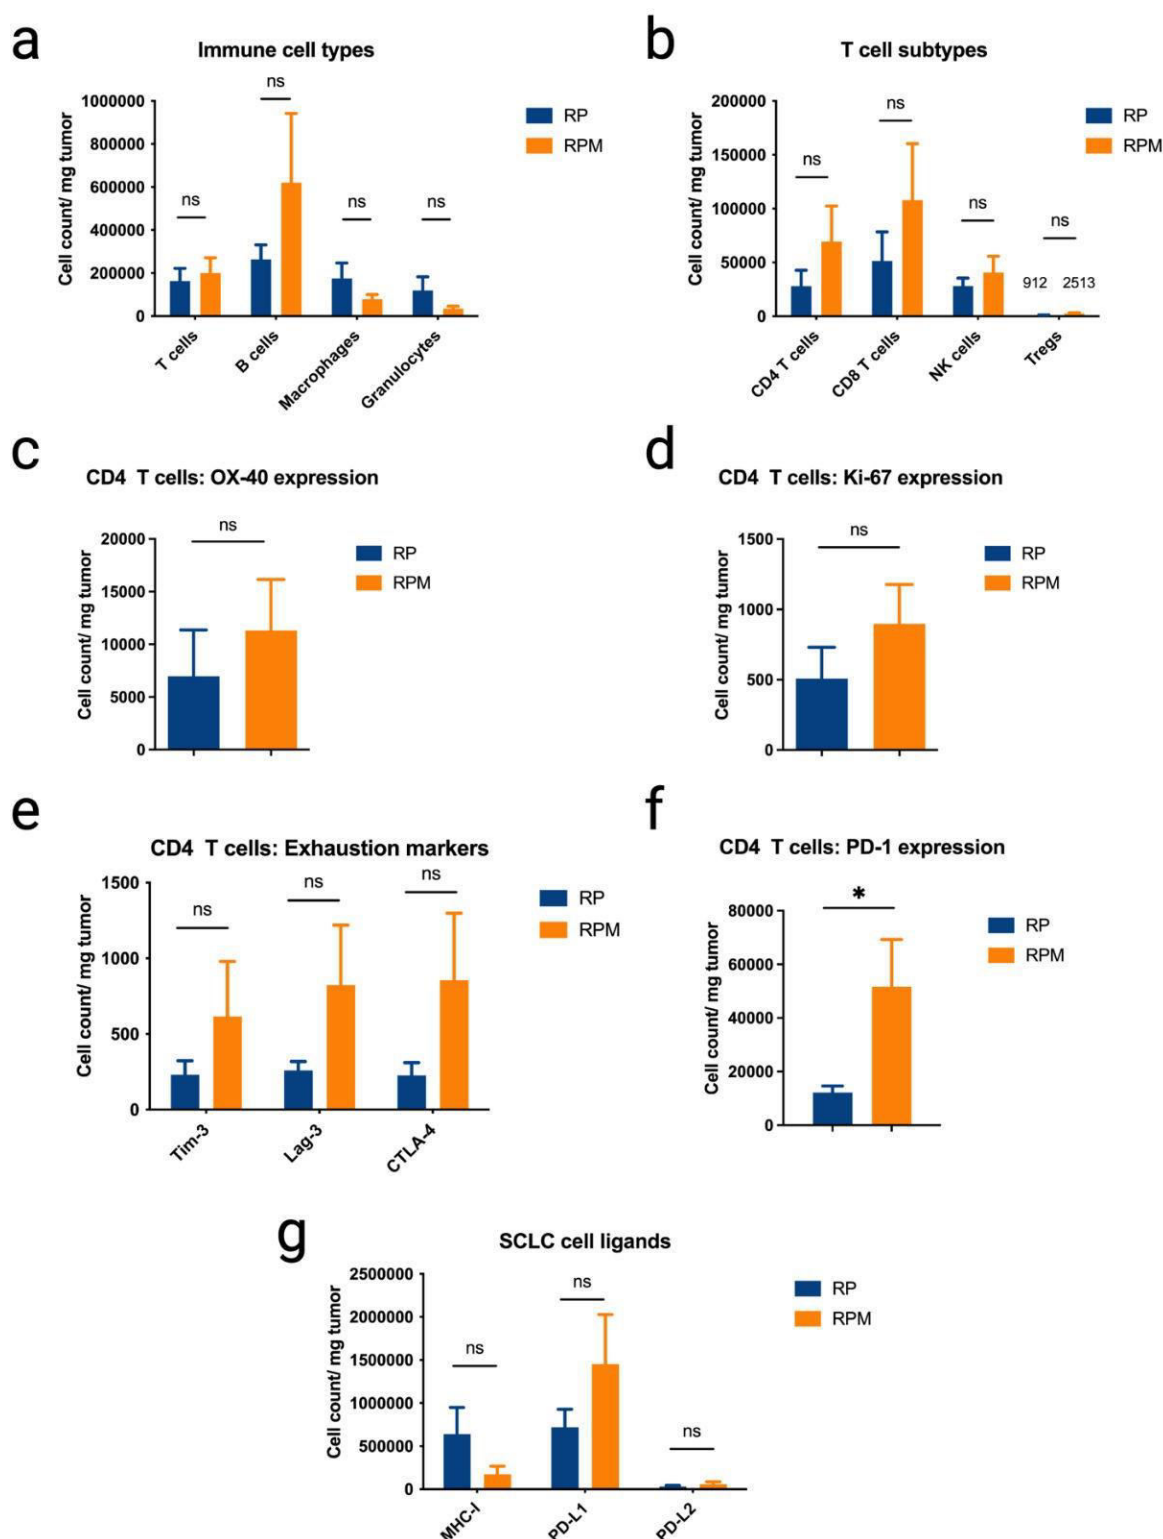 a
Immune cell types
Cell count/ mg tumor
1000000
800000
600000
400000
200000
0
ns
ns
ns
ns
T cells
B cells
Macrophages
Granulocytes
RP
RPM
b
T cell subtypes
Cell count/ mg tumor
200000
150000
100000
50000
0
ns
ns
ns
ns
912 2513
CD4 T cells
CD8 T cells
NK cells
Tregs
RP
RPM
c
CD4 T cells: OX-40 expression
Cell count/ mg tumor
20000
15000
10000
5000
0
ns
RP
RPM
d
CD4 T cells: Ki-67 expression
Cell count/ mg tumor
1500
1000
500
0
ns
RP
RPM
e
CD4 T cells: Exhaustion markers
Cell count/ mg tumor
1500
1000
500
0
ns
ns
ns
Tim-3
Lag-3
CTLA-4
RP
RPM
f
CD4 T cells: PD-1 expression
Cell count/ mg tumor
80000
60000
40000
20000
0
*
RP
RPM
g
SCLC cell ligands
Cell count/ mg tumor
2500000
2000000
1500000
1000000
500000
0
ns
ns
ns
MHC-I
PD-L1
PD-L2
RP
RPM